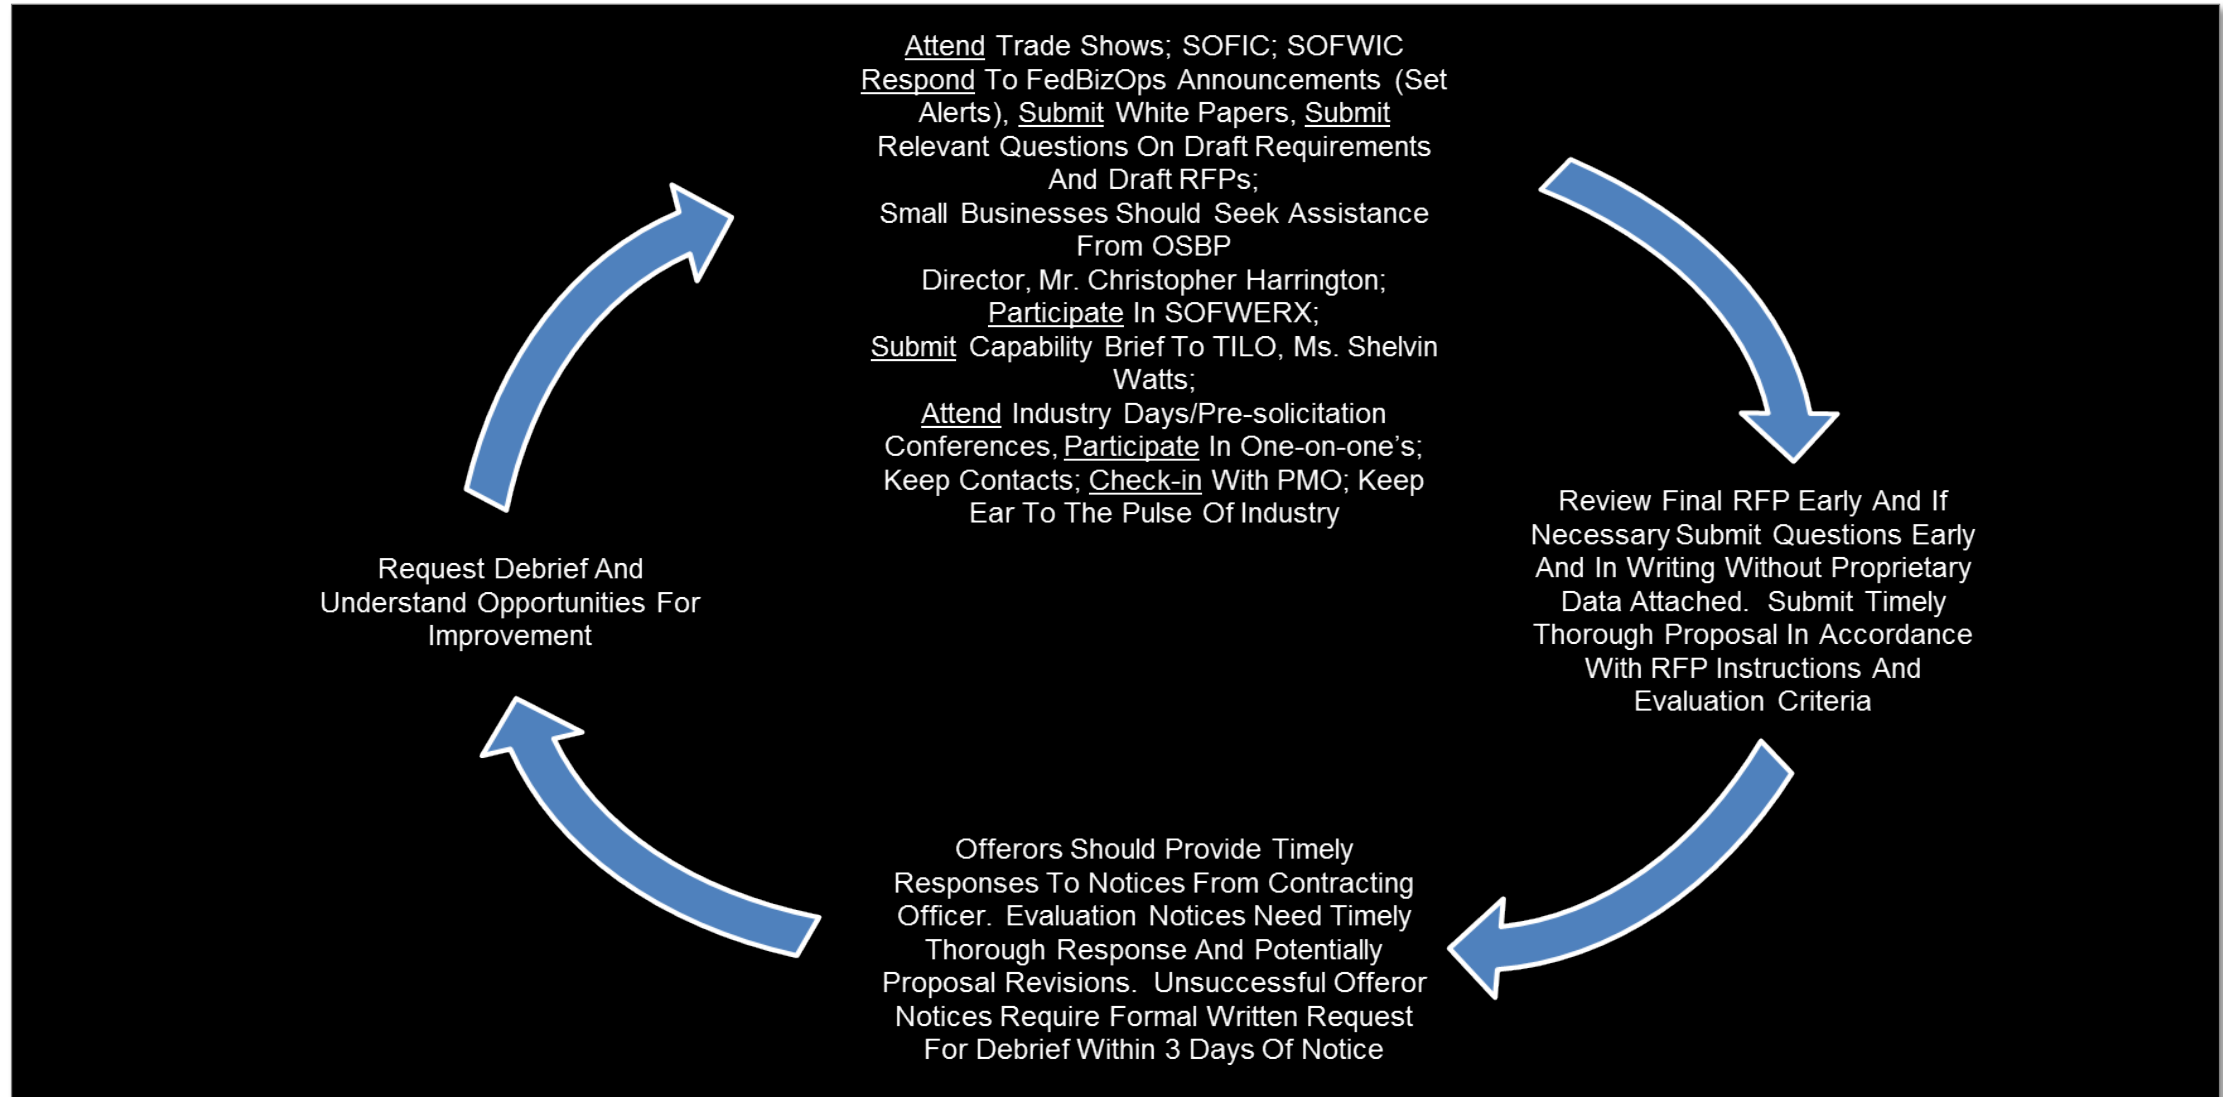 Attend Trade Shows; SOFIC; SOFWIC
Respond To FedBizOps Announcements (Set
Alerts), Submit White Papers, Submit
Relevant Questions On Draft Requirements
And Draft RFPs;
Small Businesses Should Seek Assistance
From OSBP
Director, Mr. Christopher Harrington;
Participate In SOFWERX;
Submit Capability Brief To TILO, Ms. Shelvin
Watts;
Attend Industry Days/Pre-solicitation
Conferences, Participate In One-on-one’s;
Keep Contacts; Check-in With PMO; Keep
Ear To The Pulse Of Industry
Review Final RFP Early And If
Necessary Submit Questions Early
And In Writing Without Proprietary
Data Attached. Submit Timely
Thorough Proposal In Accordance
With RFP Instructions And
Evaluation Criteria
Offerors Should Provide Timely
Responses To Notices From Contracting
Officer. Evaluation Notices Need Timely
Thorough Response And Potentially
Proposal Revisions. Unsuccessful Offeror
Notices Require Formal Written Request
For Debrief Within 3 Days Of Notice
Request Debrief And
Understand Opportunities For
Improvement